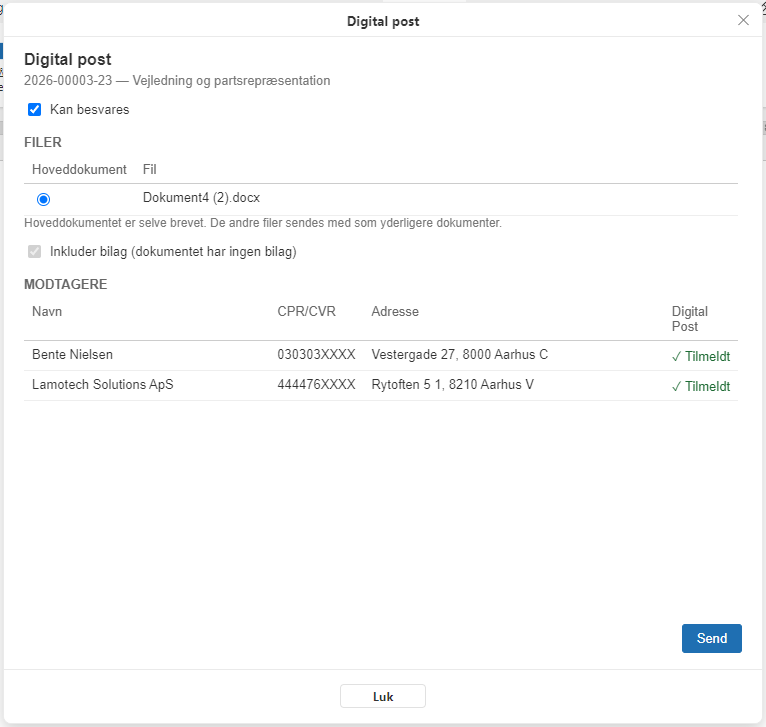 Digital post
Digital post
2026-00003-23 — Vejledning og partsrepræsentation
Kan besvares
FILER
Hoveddokument Fil
Dokument4 (2).docx
Hoveddokumentet er selve brevet. De andre filer sendes med som yderligere dokumenter.
Inkluder bilag (dokumentet har ingen bilag)
MODTAGERE
Navn CPR/CVR Adresse Digital Post
Bente Nielsen 030303XXXX Vestergade 27, 8000 Aarhus C ✓ Tilmeldt
Lamotech Solutions ApS 444476XXXX Rytoften 5 1, 8210 Aarhus V ✓ Tilmeldt
Send
Luk